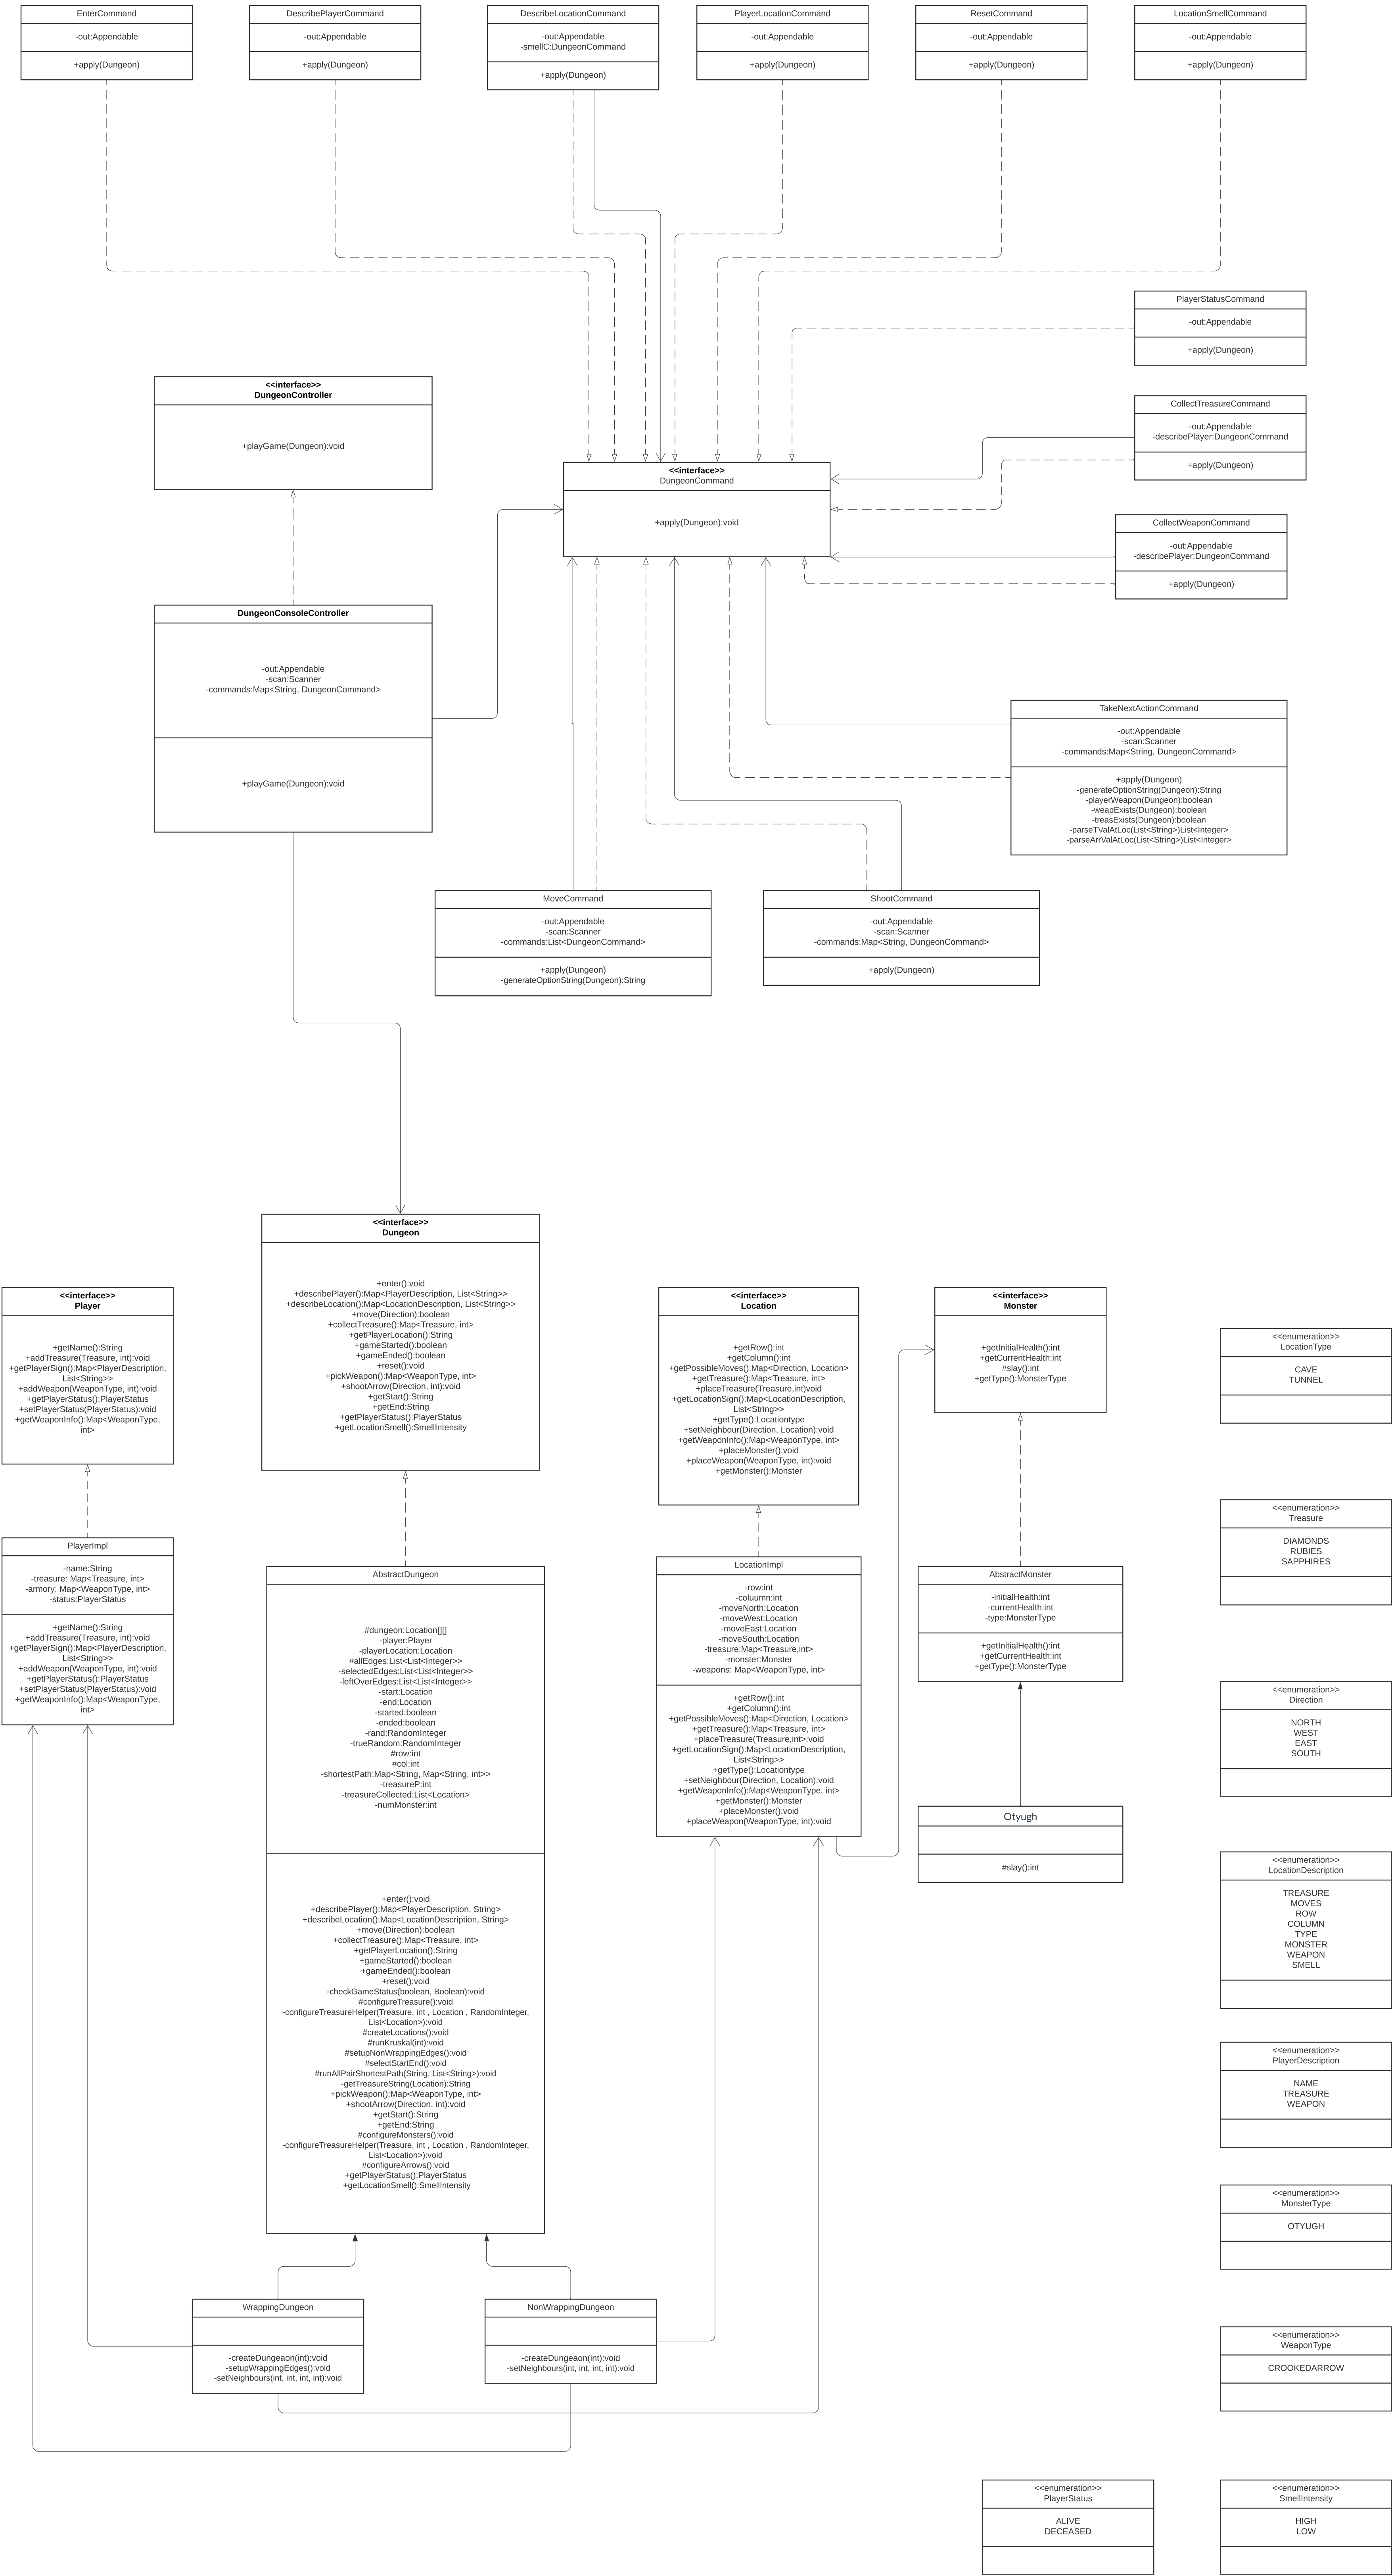 EnterCommand
-out:Appendable
+apply(Dungeon)
DescribePlayerCommand
-out:Appendable
+apply(Dungeon)
DescribeLocationCommand
-out:Appendable
-smellC:DungeonCommand
+apply(Dungeon)
PlayerLocationCommand
-out:Appendable
+apply(Dungeon)
ResetCommand
-out:Appendable
+apply(Dungeon)
LocationSmellCommand
-out:Appendable
+apply(Dungeon)
PlayerStatusCommand
-out:Appendable
+apply(Dungeon)
<<interface>>
DungeonController
+playGame(Dungeon):void
CollectTreasureCommand
-out:Appendable
-describePlayer:DungeonCommand
+apply(Dungeon)
<<interface>>
DungeonCommand
+apply(Dungeon):void
CollectWeaponCommand
-out:Appendable
-describePlayer:DungeonCommand
+apply(Dungeon)
DungeonConsoleController
-out:Appendable
-scan:Scanner
-commands:Map<String, DungeonCommand>
+playGame(Dungeon):void
TakeNextActionCommand
-out:Appendable
-scan:Scanner
-commands:Map<String, DungeonCommand>
+apply(Dungeon)
-generateOptionString(Dungeon):String
-playerWeapon(Dungeon):boolean
-weapExists(Dungeon):boolean
-treasExists(Dungeon):boolean
-parseTValAtLoc(List<String>)List<Integer>
-parseArrValAtLoc(List<String>)List<Integer>
MoveCommand
-out:Appendable
-scan:Scanner
-commands:List<DungeonCommand>
+apply(Dungeon)
-generateOptionString(Dungeon):String
ShootCommand
-out:Appendable
-scan:Scanner
-commands:Map<String, DungeonCommand>
+apply(Dungeon)
<<interface>>
Dungeon
+enter():void
+describePlayer():Map<PlayerDescription, List<String>>
+describeLocation():Map<LocationDescription, List<String>>
+move(Direction):boolean
+collectTreasure():Map<Treasure, int>
+getPlayerLocation():String
+gameStarted():boolean
+gameEnded():boolean
+reset():void
+pickWeapon():Map<WeaponType, int>
+shootArrow(Direction, int):void
+getStart():String
+getEnd:String
+getPlayerStatus():PlayerStatus
+getLocationSmell():SmellIntensity
<<interface>>
Player
+getName():String
+addTreasure(Treasure, int):void
+getPlayerSign():Map<PlayerDescription,
List<String>>
+addWeapon(WeaponType, int):void
+getPlayerStatus():PlayerStatus
+setPlayerStatus(PlayerStatus):void
+getWeaponInfo():Map<WeaponType,
int>
<<interface>>
Location
+getRow():int
+getColumn():int
+getPossibleMoves():Map<Direction, Location>
+getTreasure():Map<Treasure, int>
+placeTreasure(Treasure,int)void
+getLocationSign():Map<LocationDescription,
List<String>>
+getType():Locationtype
+setNeighbour(Direction, Location):void
+getWeaponInfo():Map<WeaponType, int>
+placeMonster():void
+placeWeapon(WeaponType, int):void
+getMonster():Monster
<<interface>>
Monster
+getInitialHealth():int
+getCurrentHealth:int
#slay():int
+getType():MonsterType
<<enumeration>>
LocationType
CAVE
TUNNEL
<<enumeration>>
Treasure
DIAMONDS
RUBIES
SAPPHIRES
PlayerImpl
-name:String
-treasure: Map<Treasure, int>
-armory: Map<WeaponType, int>
-status:PlayerStatus
+getName():String
+addTreasure(Treasure, int):void
+getPlayerSign():Map<PlayerDescription,
List<String>>
+addWeapon(WeaponType, int):void
+getPlayerStatus():PlayerStatus
+setPlayerStatus(PlayerStatus):void
+getWeaponInfo():Map<WeaponType,
int>
AbstractDungeon
#dungeon:Location[][]
-player:Player
-playerLocation:Location
#allEdges:List<List<Integer>>
-selectedEdges:List<List<Integer>>
-leftOverEdges:List<List<Integer>>
-start:Location
-end:Location
-started:boolean
-ended:boolean
-rand:RandomInteger
-trueRandom:RandomInteger
#row:int
#col:int
-shortestPath:Map<String, Map<String, int>>
-treasureP:int
-treasureCollected:List<Location>
-numMonster:int
+enter():void
+describePlayer():Map<PlayerDescription, String>
+describeLocation():Map<LocationDescription, String>
+move(Direction):boolean
+collectTreasure():Map<Treasure, int>
+getPlayerLocation():String
+gameStarted():boolean
+gameEnded():boolean
+reset():void
-checkGameStatus(boolean, Boolean):void
#configureTreasure():void
-configureTreasureHelper(Treasure, int , Location , RandomInteger,
List<Location>):void
#createLocations():void
#runKruskal(int):void
#setupNonWrappingEdges():void
#selectStartEnd():void
#runAllPairShortestPath(String, List<String>):void
-getTreasureString(Location):String
+pickWeapon():Map<WeaponType, int>
+shootArrow(Direction, int):void
+getStart():String
+getEnd:String
#configureMonsters():void
-configureTreasureHelper(Treasure, int , Location , RandomInteger,
List<Location>):void
#configureArrows():void
+getPlayerStatus():PlayerStatus
+getLocationSmell():SmellIntensity
LocationImpl
-row:int
-coluumn:int
-moveNorth:Location
-moveWest:Location
-moveEast:Location
-moveSouth:Location
-treasure:Map<Treasure,int>
-monster:Monster
-weapons: Map<WeaponType, int>
+getRow():int
+getColumn():int
+getPossibleMoves():Map<Direction, Location>
+getTreasure():Map<Treasure, int>
+placeTreasure(Treasure,int>:void
+getLocationSign():Map<LocationDescription,
List<String>>
+getType():Locationtype
+setNeighbour(Direction, Location):void
+getWeaponInfo():Map<WeaponType, int>
+getMonster():Monster
+placeMonster():void
+placeWeapon(WeaponType, int):void
AbstractMonster
-initialHealth:int
-currentHealth:int
-type:MonsterType
+getInitialHealth():int
+getCurrentHealth:int
+getType():MonsterType
Otyugh
#slay():int
<<enumeration>>
Direction
NORTH
WEST
EAST
SOUTH
<<enumeration>>
LocationDescription
TREASURE
MOVES
ROW
COLUMN
TYPE
MONSTER
WEAPON
SMELL
<<enumeration>>
PlayerDescription
NAME
TREASURE
WEAPON
<<enumeration>>
MonsterType
OTYUGH
WrappingDungeon
-createDungeaon(int):void
-setupWrappingEdges():void
-setNeighbours(int, int, int, int):void
NonWrappingDungeon
-createDungeaon(int):void
-setNeighbours(int, int, int, int):void
<<enumeration>>
WeaponType
CROOKEDARROW
<<enumeration>>
PlayerStatus
ALIVE
DECEASED
<<enumeration>>
SmellIntensity
HIGH
LOW